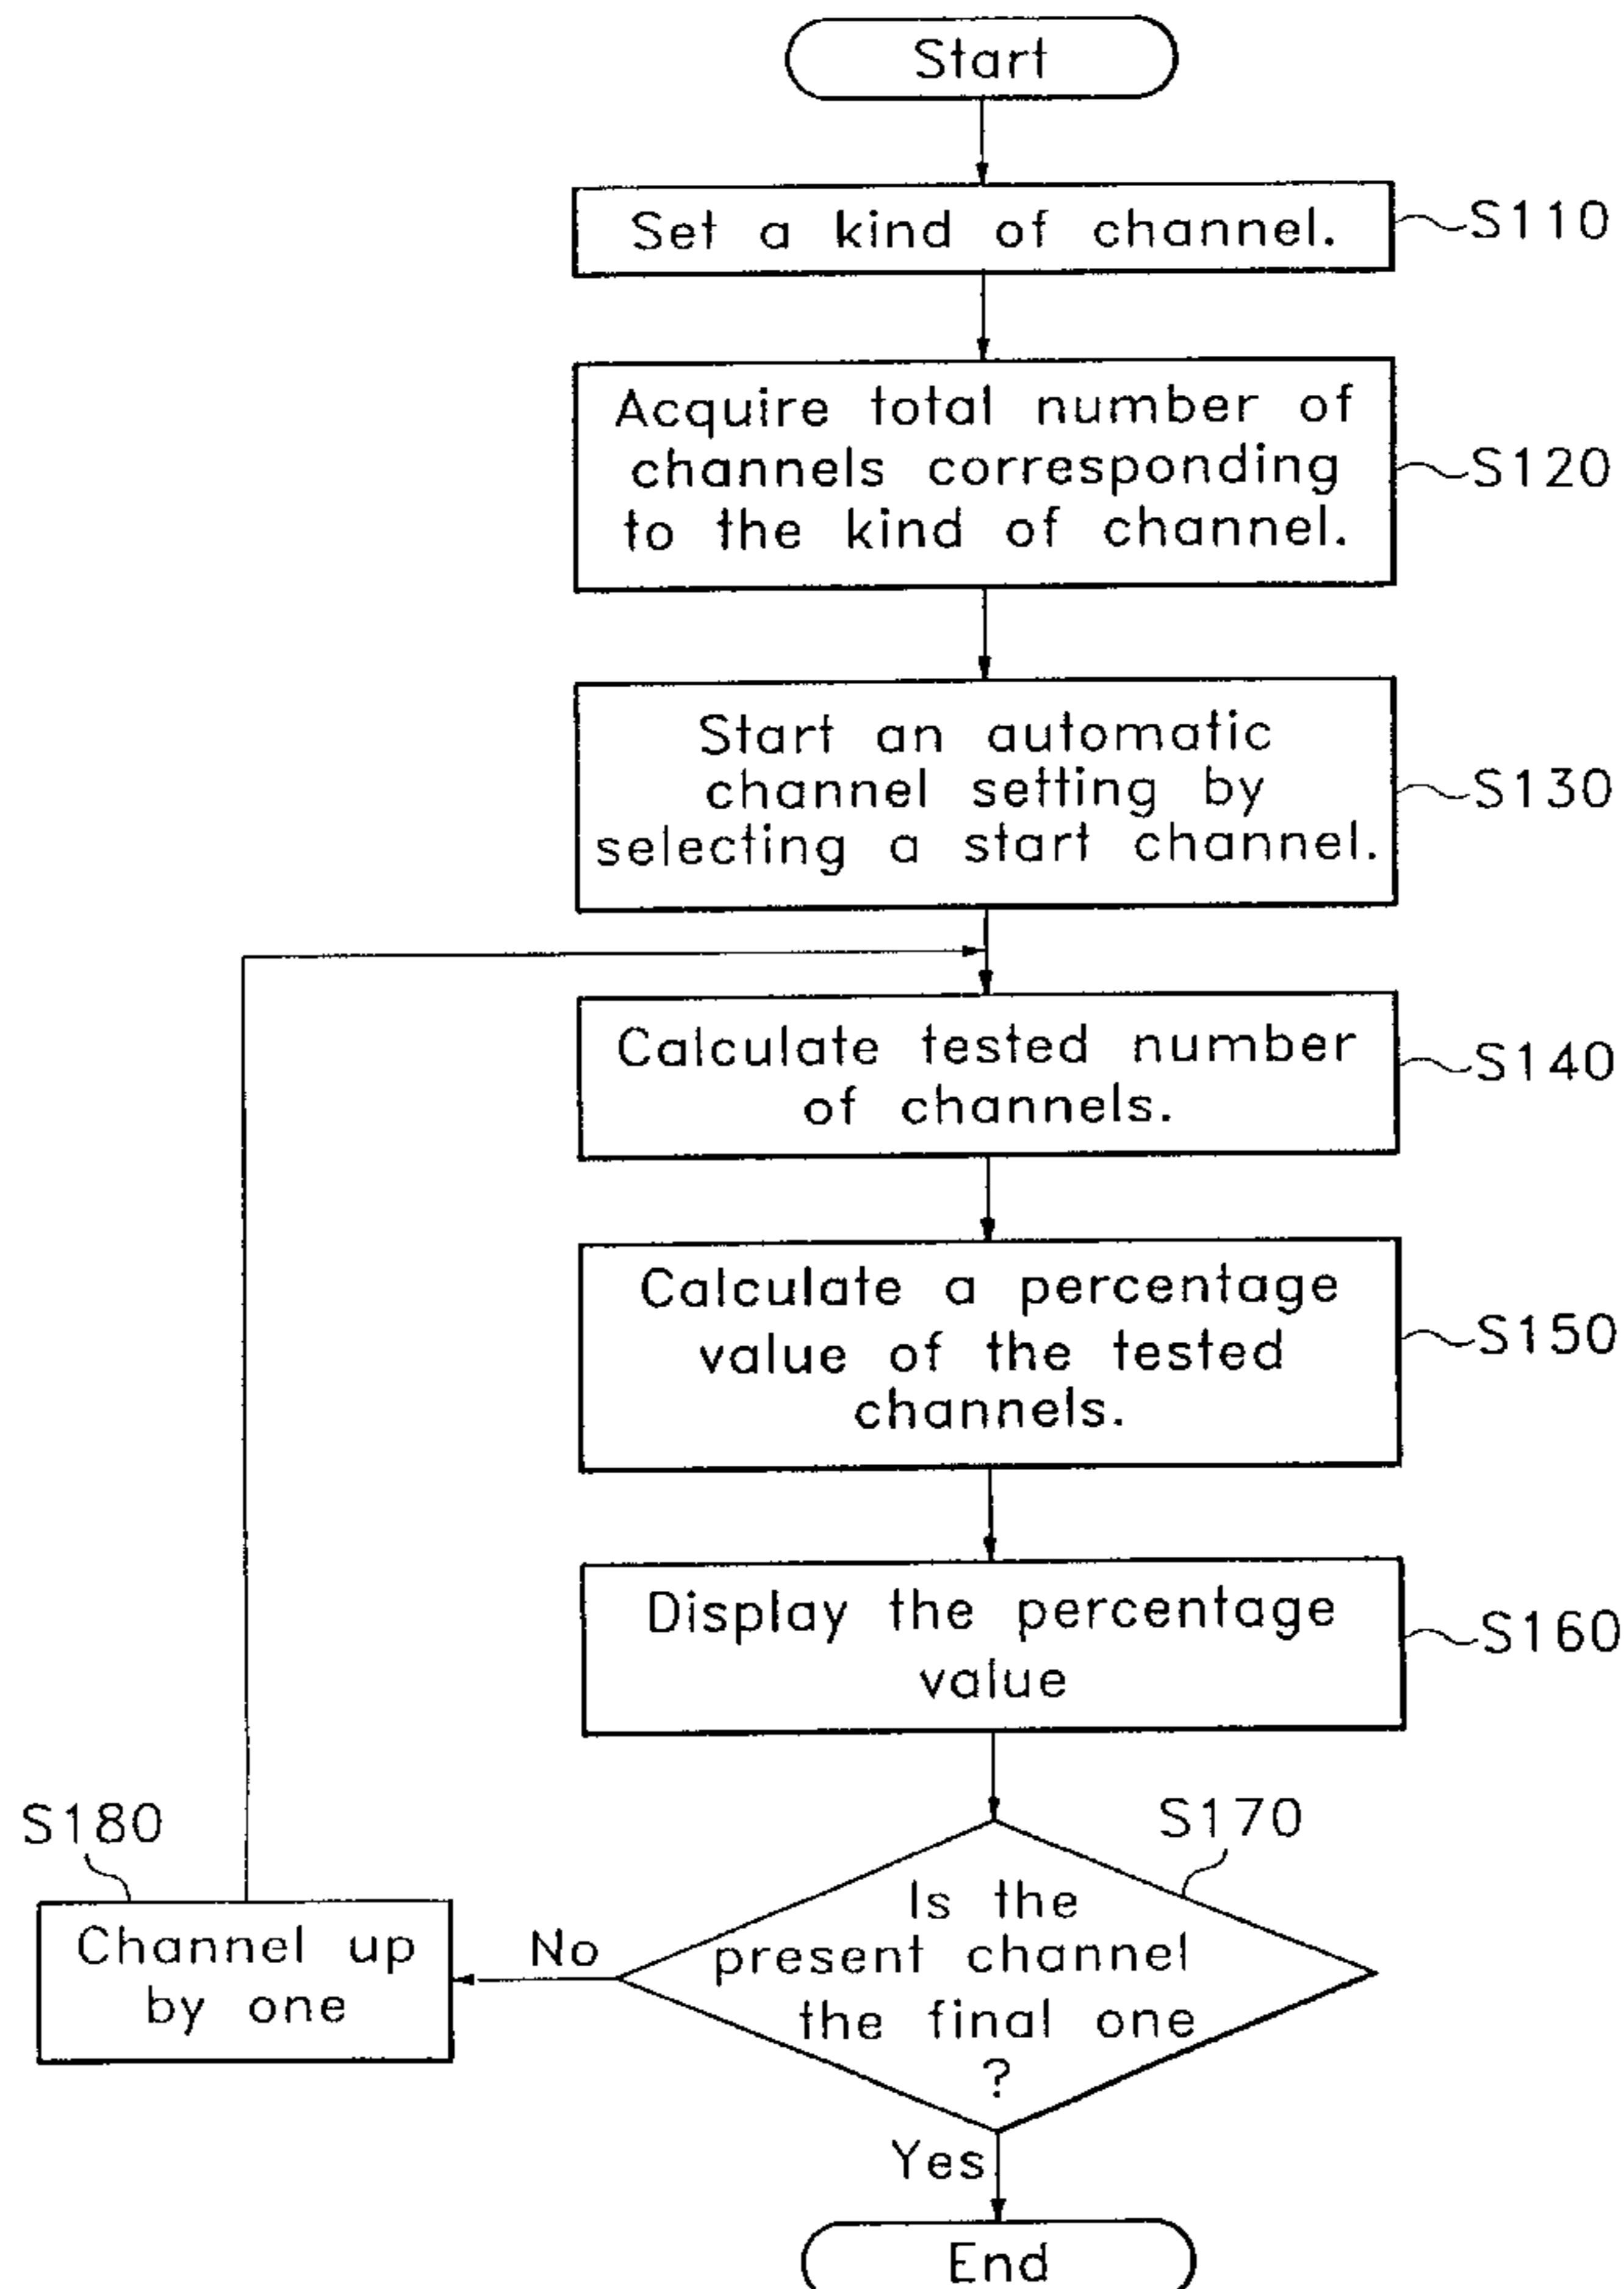 Start
Set a kind of channel.
S110
Acquire total number of
channels corresponding
to the kind of channel.
S120
Start an automatic
channel setting by
selecting a start channel.
S130
Calculate tested number
of channels.
S140
Calculate a percentage
value of the tested
channels.
S150
Display the percentage
value
S160
S170
Is the
present channel
the final one
?
No
S180
Channel up
by one
Yes
End